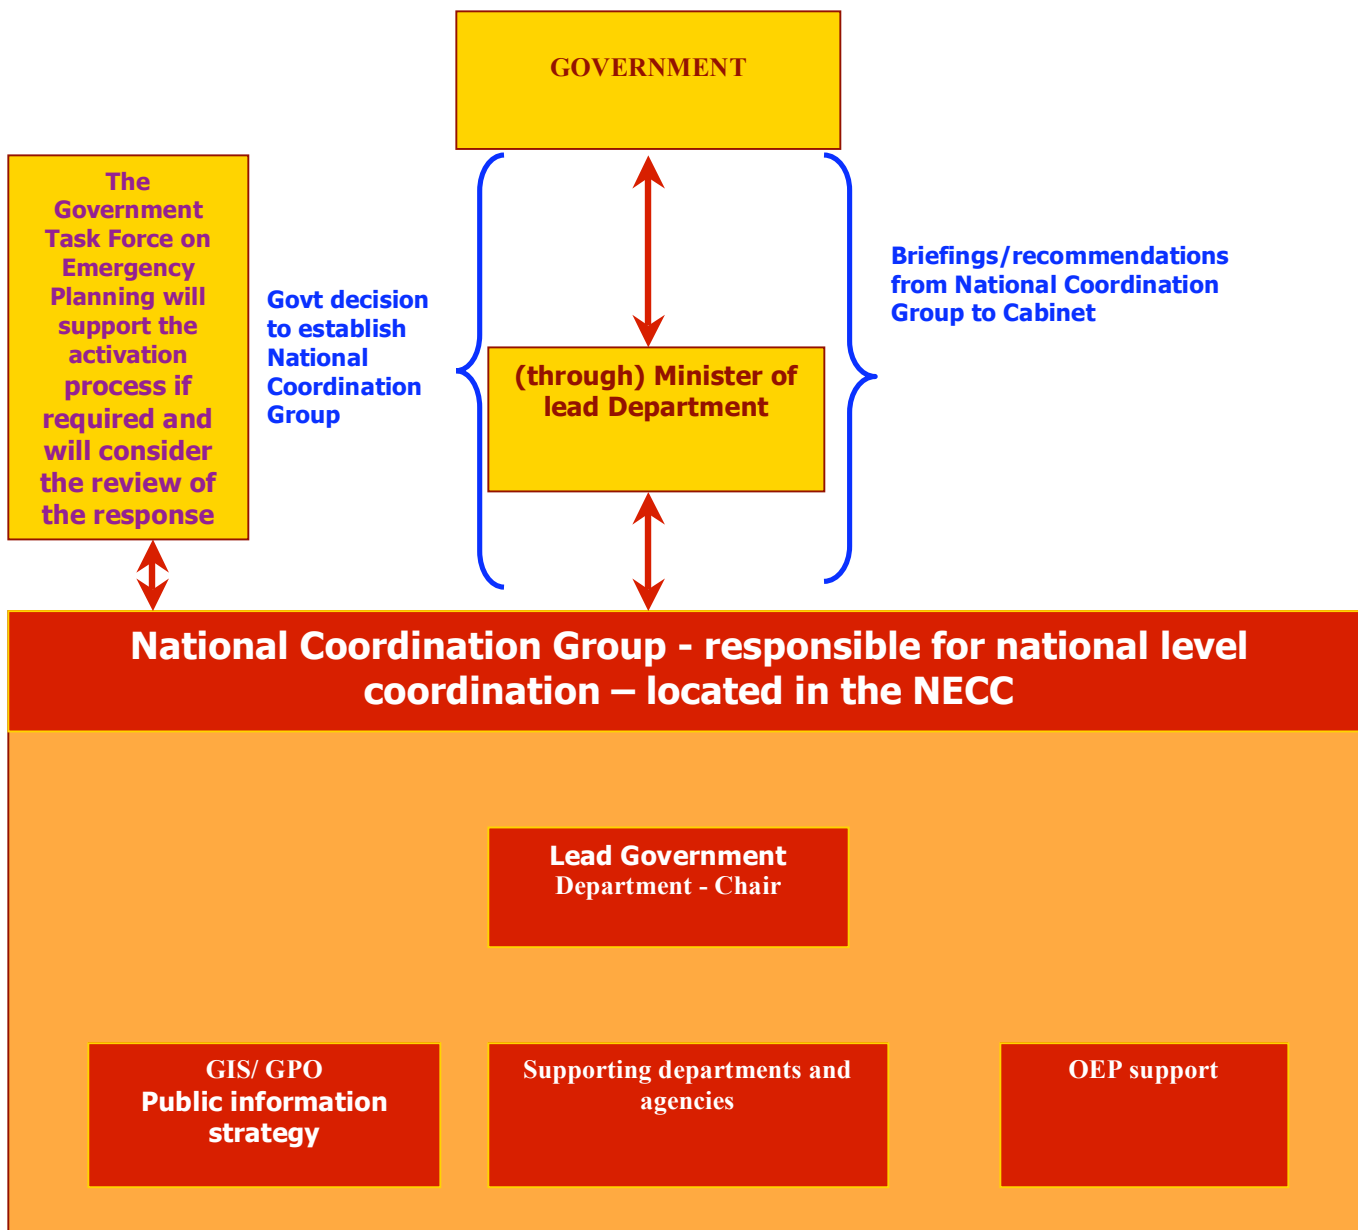 GOVERNMENT
The
Government
Task Force on
Emergency
Planning will
support the
activation
process if
required and
will consider
the review of
the response
Govt decision
to establish
National
Coordination
Group
(through) Minister of
lead Department
Briefings/recommendations
from National Coordination
Group to Cabinet
National Coordination Group - responsible for national level
coordination – located in the NECC
Lead Government
Department - Chair
GIS/ GPO
Public information
strategy
Supporting departments and
agencies
OEP support